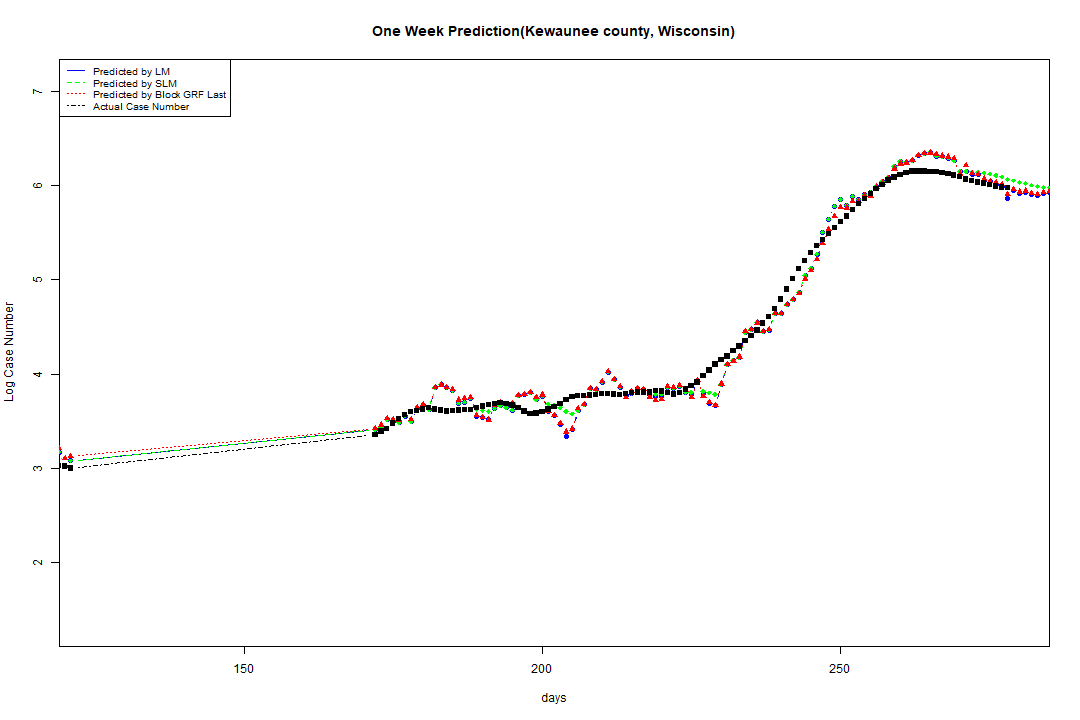 One Week Prediction(Kewaunee county, Wisconsin)
Predicted by LM
Predicted by SLM
Predicted by Block GRF Last
Actual Case Number
7
6
5
4
3
2
Log Case Number
150
200
250
days